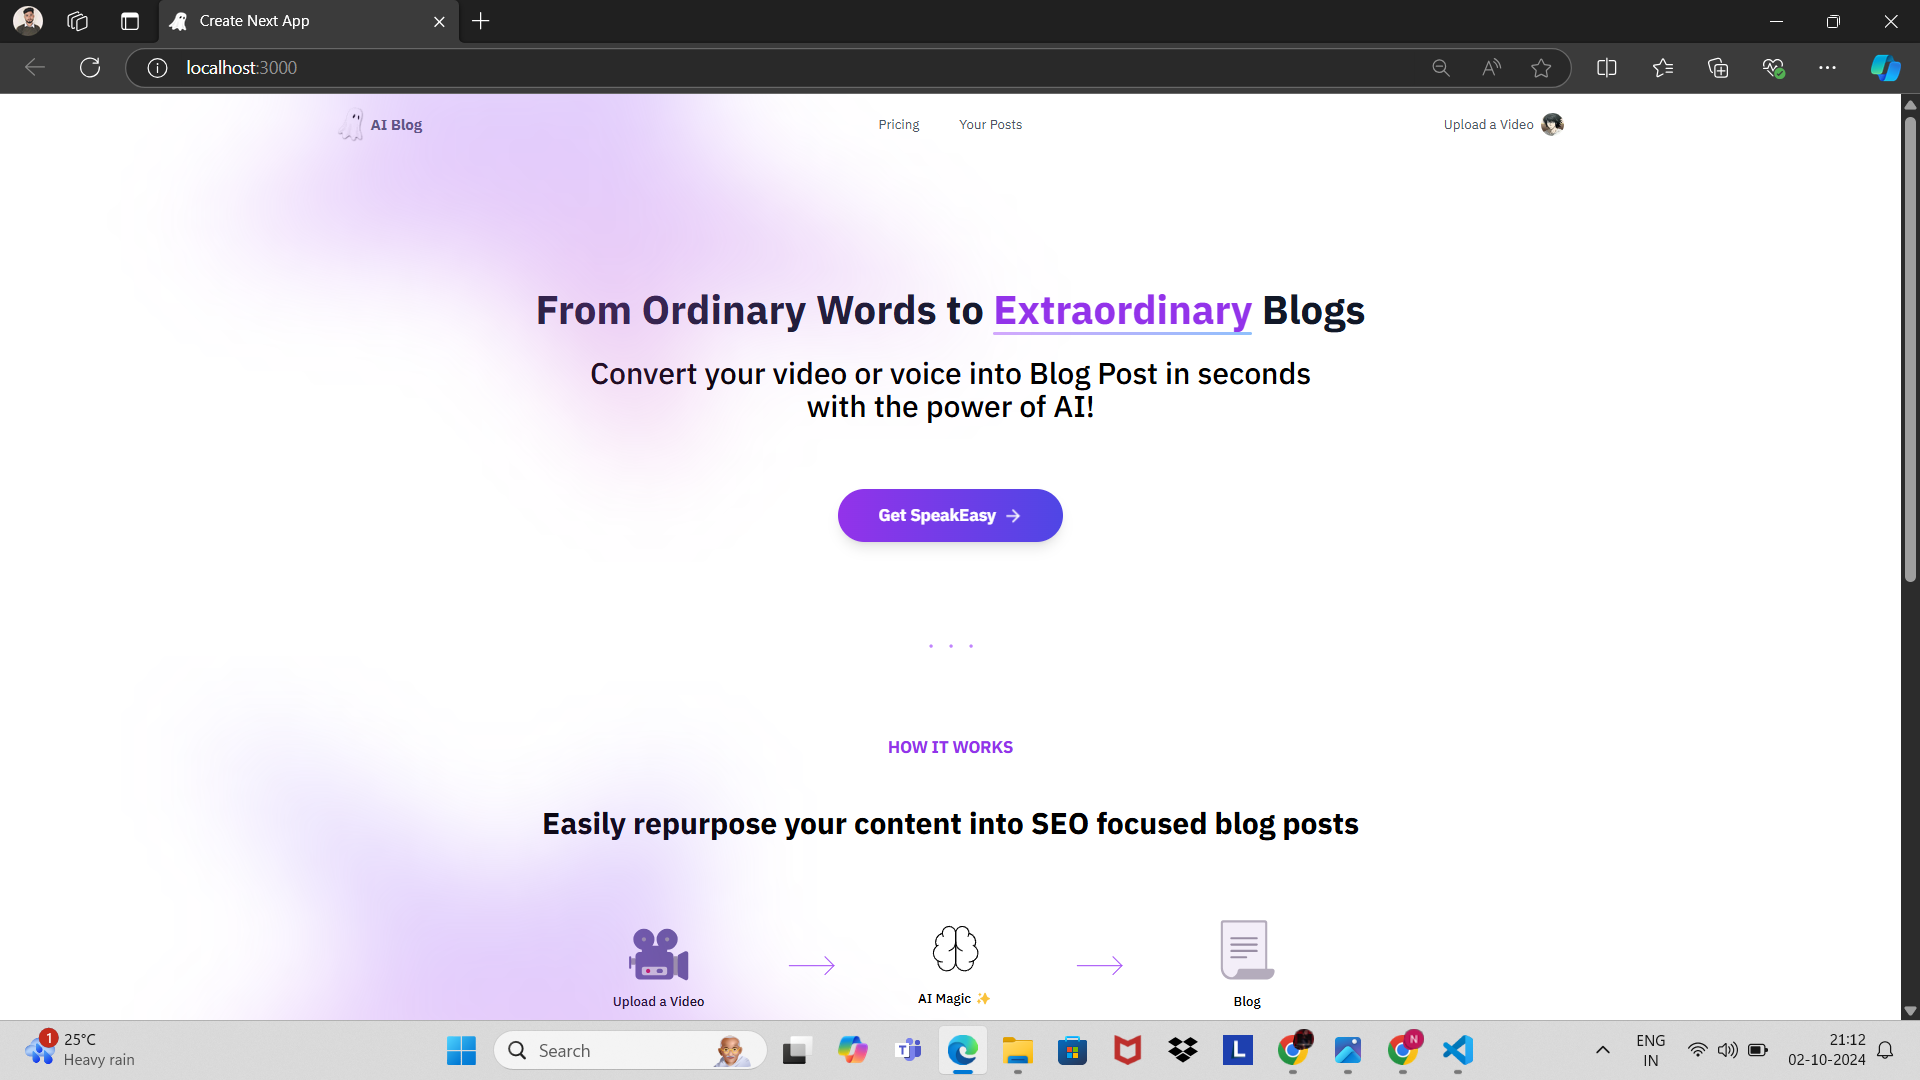 Create Next App
localhost:3000
AI Blog
Pricing
Your Posts
Upload a Video
From Ordinary Words to Extraordinary Blogs
Convert your video or voice into Blog Post in seconds
with the power of AI!
Get SpeakEasy →
HOW IT WORKS
Easily repurpose your content into SEO focused blog posts
Upload a Video
AI Magic ✨
Blog
1
25°C
Heavy rain
Search
T
L
N
ENG
IN
21:12
02-10-2024